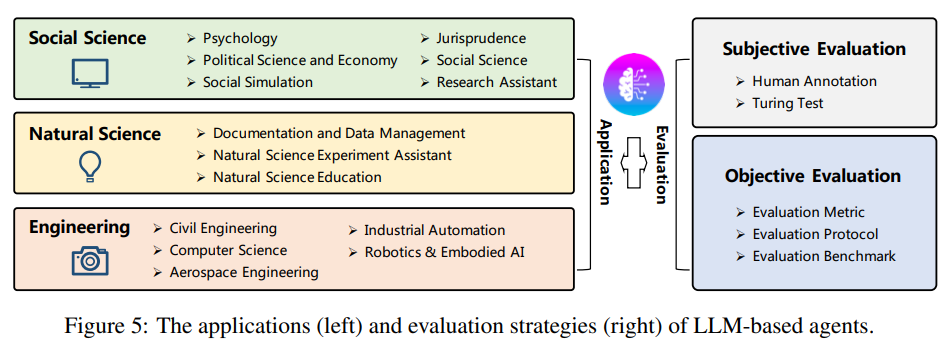 Social Science
➢ Psychology
➢ Political Science and Economy
➢ Social Simulation
➢ Jurisprudence
➢ Social Science
➢ Research Assistant
Natural Science
➢ Documentation and Data Management
➢ Natural Science Experiment Assistant
➢ Natural Science Education
Engineering
➢ Civil Engineering
➢ Computer Science
➢ Aerospace Engineering
➢ Industrial Automation
➢ Robotics & Embodied AI
Application
Evaluation
Subjective Evaluation
➢ Human Annotation
➢ Turing Test
Objective Evaluation
➢ Evaluation Metric
➢ Evaluation Protocol
➢ Evaluation Benchmark
Figure 5: The applications (left) and evaluation strategies (right) of LLM-based agents.